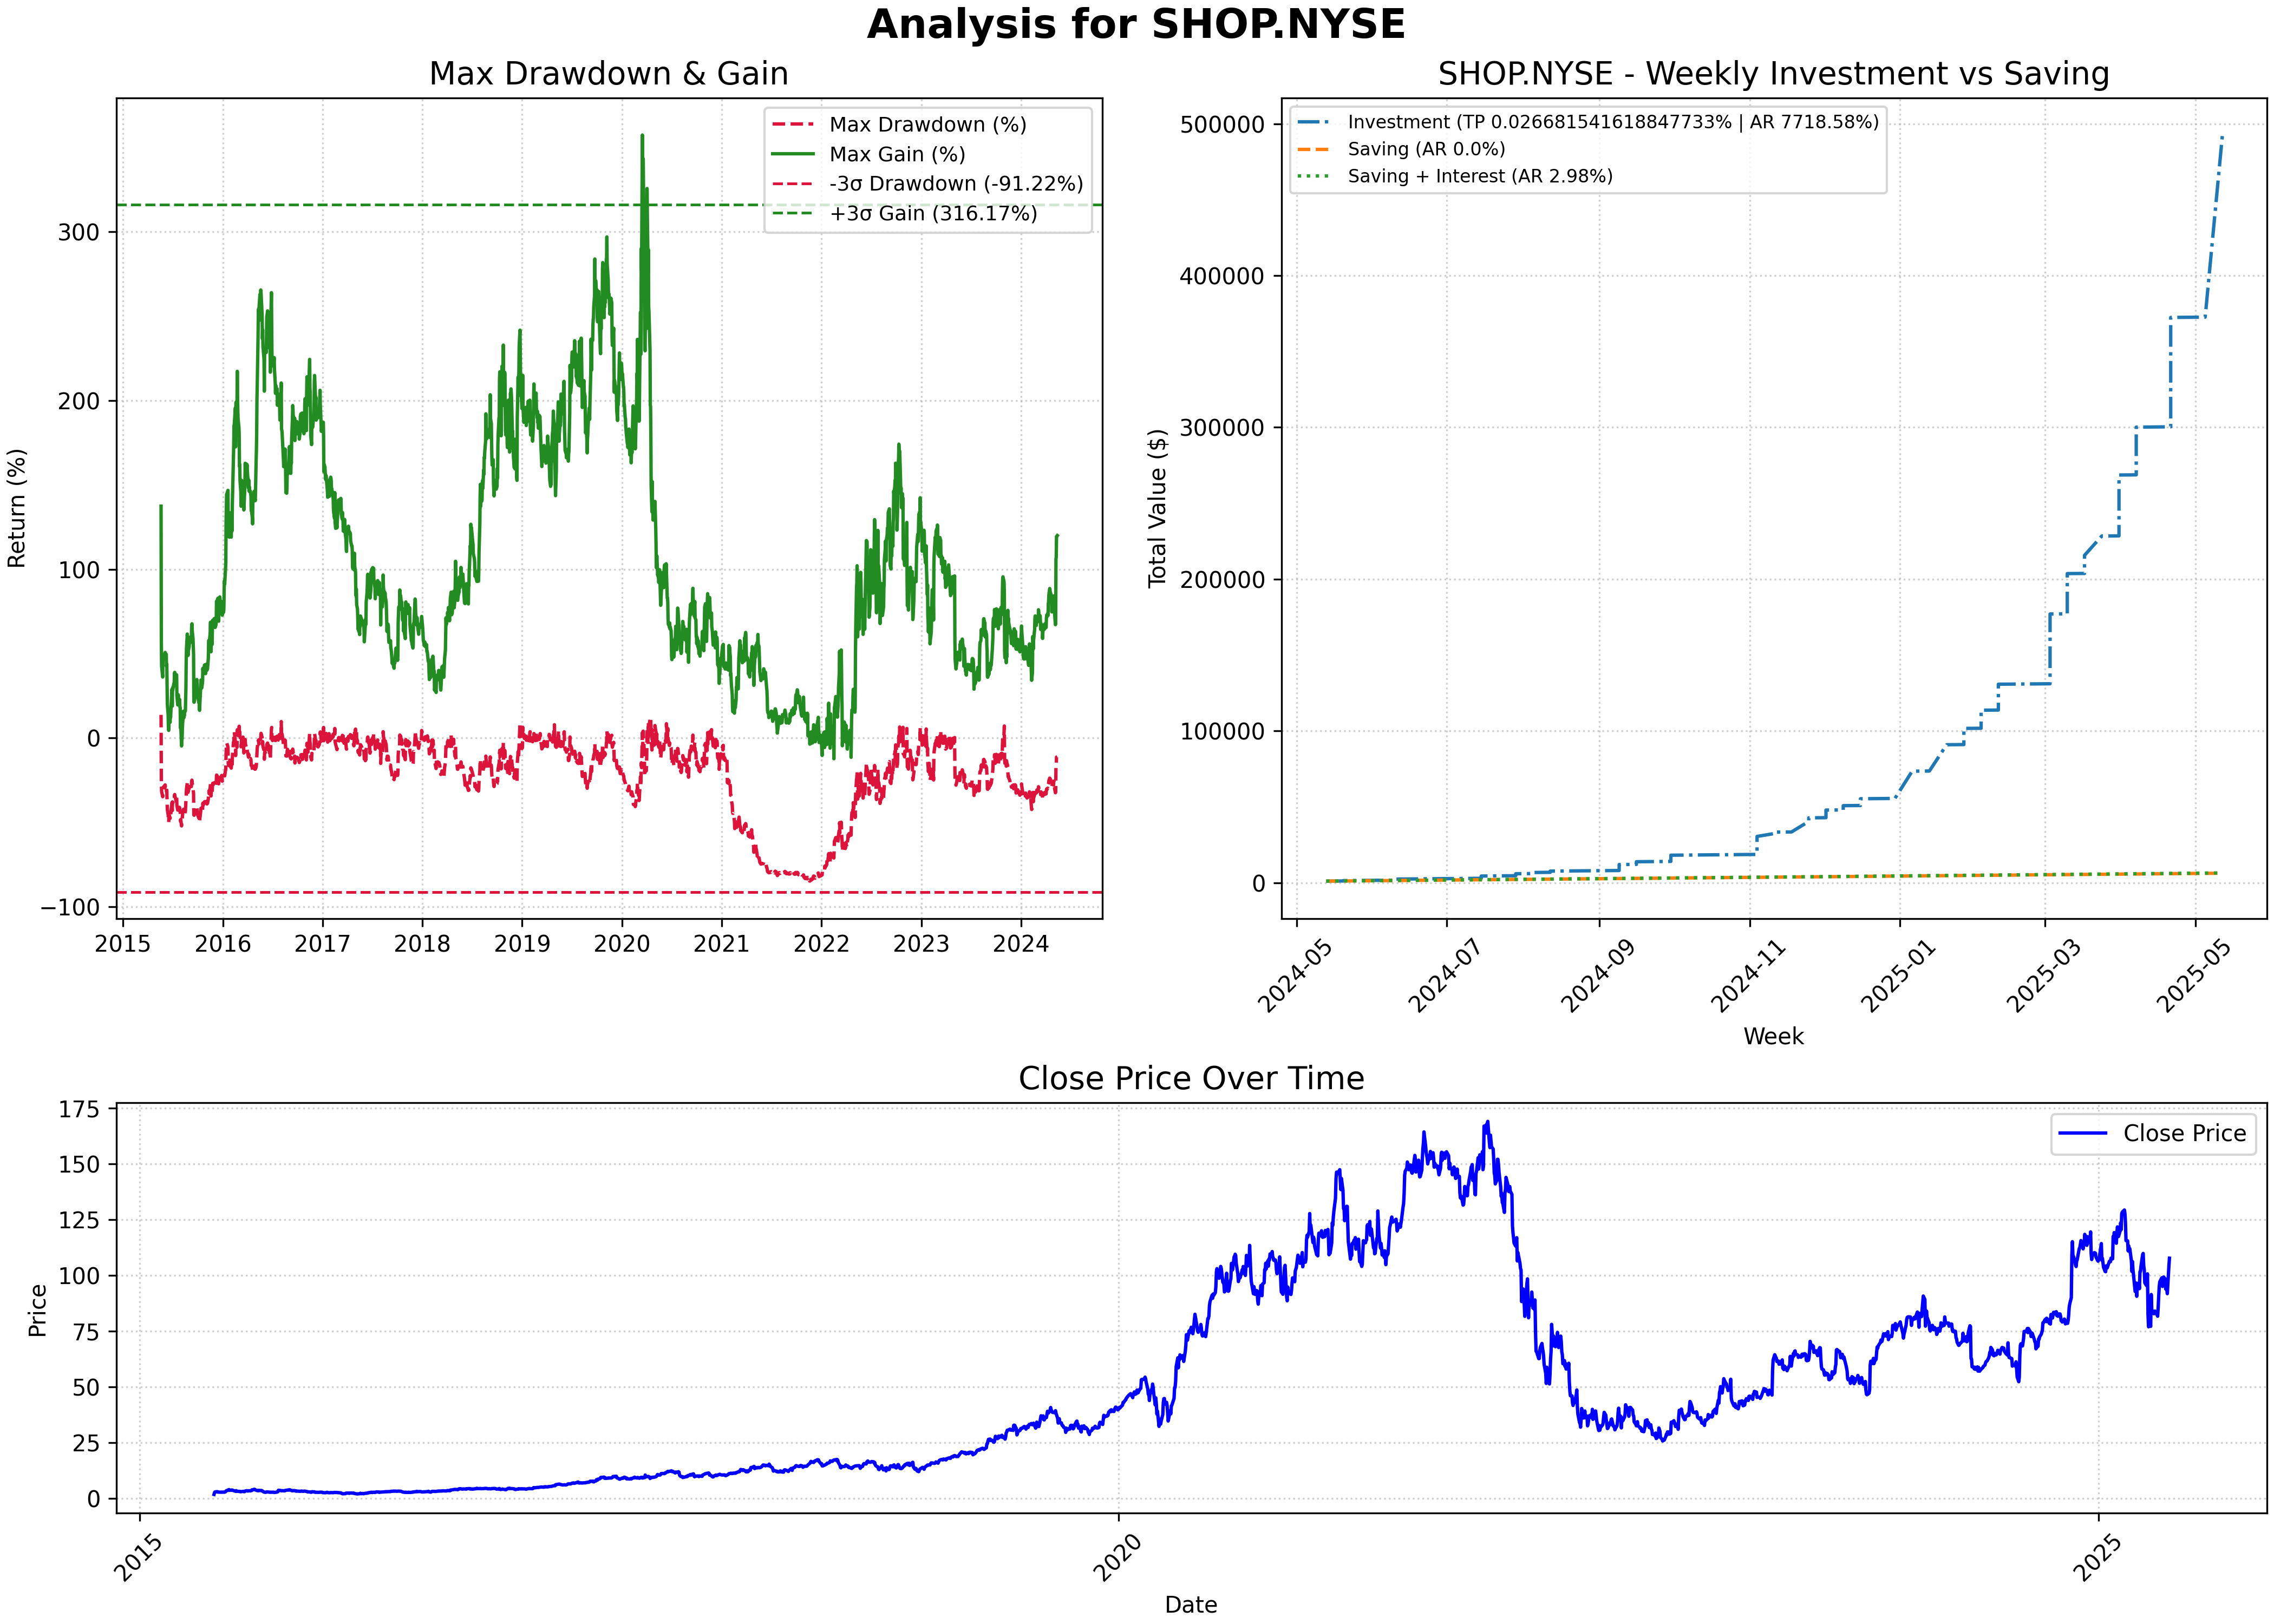 Analysis for SHOP.NYSE
Max Drawdown & Gain
Return (%)
300
200
100
0
−100
2015 2016 2017 2018 2019 2020 2021 2022 2023 2024
Max Drawdown (%)
Max Gain (%)
-3σ Drawdown (-91.22%)
+3σ Gain (316.17%)
SHOP.NYSE - Weekly Investment vs Saving
Total Value ($)
500000
400000
300000
200000
100000
0
Investment (TP 0.026681541618847733% | AR 7718.58%)
Saving (AR 0.0%)
Saving + Interest (AR 2.98%)
2024-05 2024-07 2024-09 2024-11 2025-01 2025-03 2025-05
Week
Close Price Over Time
Price
175
150
125
100
75
50
25
0
Close Price
2015 2020 2025
Date